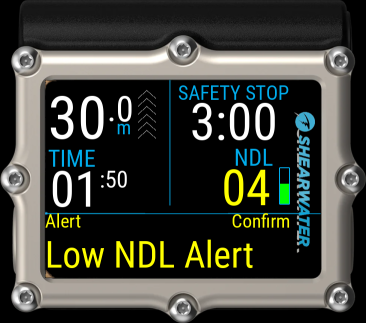 30.0 m
SAFETY STOP
3:00
TIME
01:50
NDL
04
SHEARWATER
Alert
Confirm
Low NDL Alert